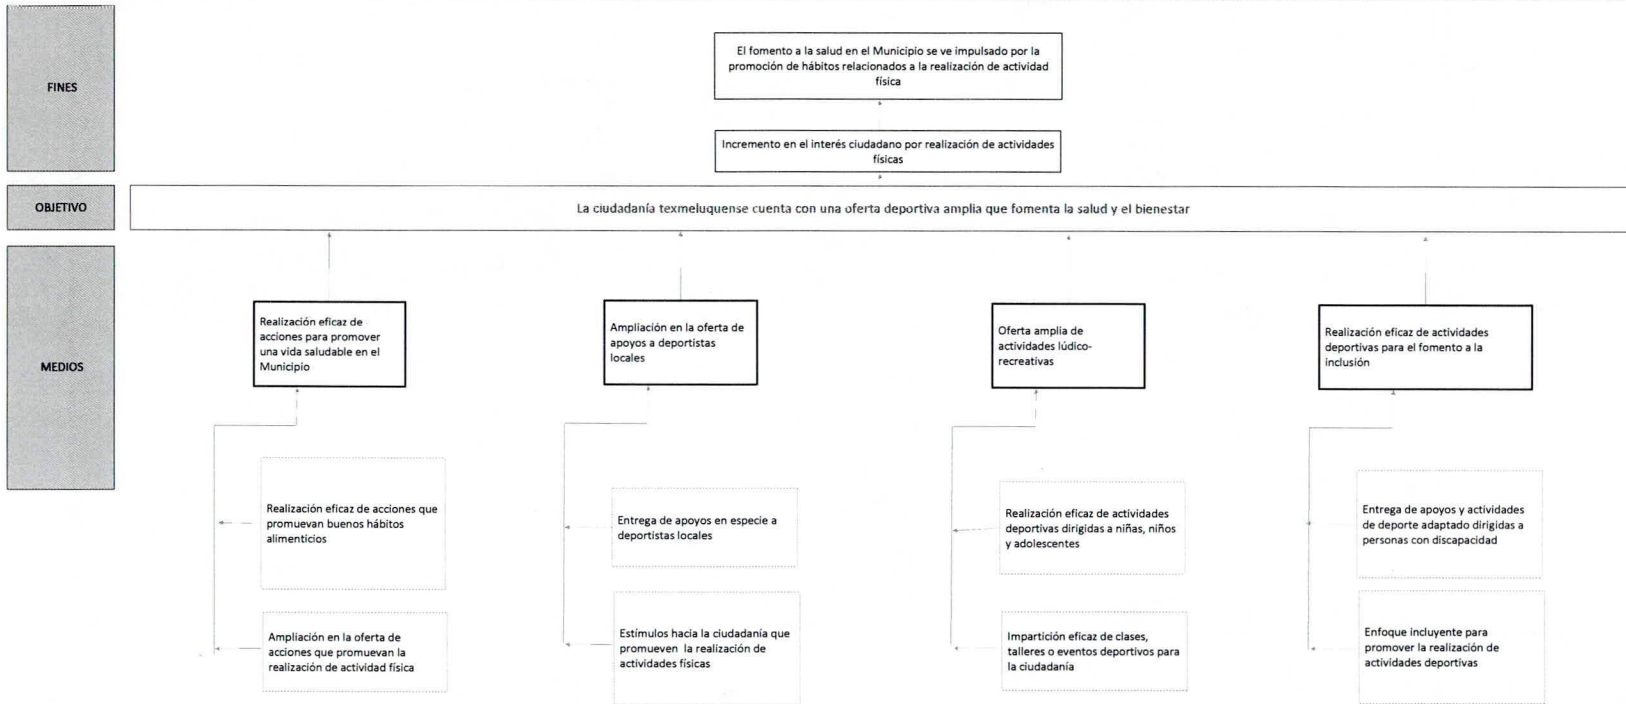 FINES
El fomento a la salud en el Municipio se ve impulsado por la
promoción de hábitos relacionados a la realización de actividad
física
Incremento en el interés ciudadano por realización de actividades
físicas
OBJETIVO
La ciudadanía texmeluquense cuenta con una oferta deportiva amplia que fomenta la salud y el bienestar
MEDIOS
Realización eficaz de
acciones para promover
una vida saludable en el
Municipio
Ampliación en la oferta de
apoyos a deportistas
locales
Oferta amplia de
actividades lúdico-
recreativas
Realización eficaz de actividades
deportivas para el fomento a la
inclusión
Realización eficaz de acciones que
promuevan buenos hábitos
alimenticios
Entrega de apoyos en especie a
deportistas locales
Realización eficaz de actividades
deportivas dirigidas a niñas, niños
y adolescentes
Entrega de apoyos y actividades
de deporte adaptado dirigidas a
personas con discapacidad
Ampliación en la oferta de
acciones que promuevan la
realización de actividad física
Estímulos hacia la ciudadanía que
promueven la realización de
actividades físicas
Impartición eficaz de clases,
talleres o eventos deportivos para
la ciudadanía
Enfoque incluyente para
promover la realización de
actividades deportivas